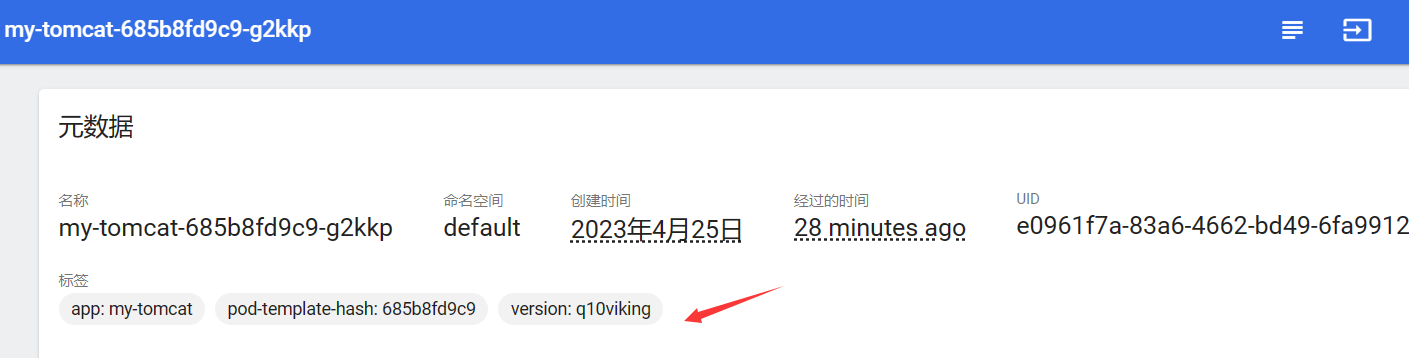 my-tomcat-685b8fd9c9-g2kkp
元数据
名称 命名空间 创建时间 经过的时间 UID
my-tomcat-685b8fd9c9-g2kkp default 2023年4月25日 28 minutes ago e0961f7a-83a6-4662-bd49-6fa9912
标签
app: my-tomcat pod-template-hash: 685b8fd9c9 version: q10viking